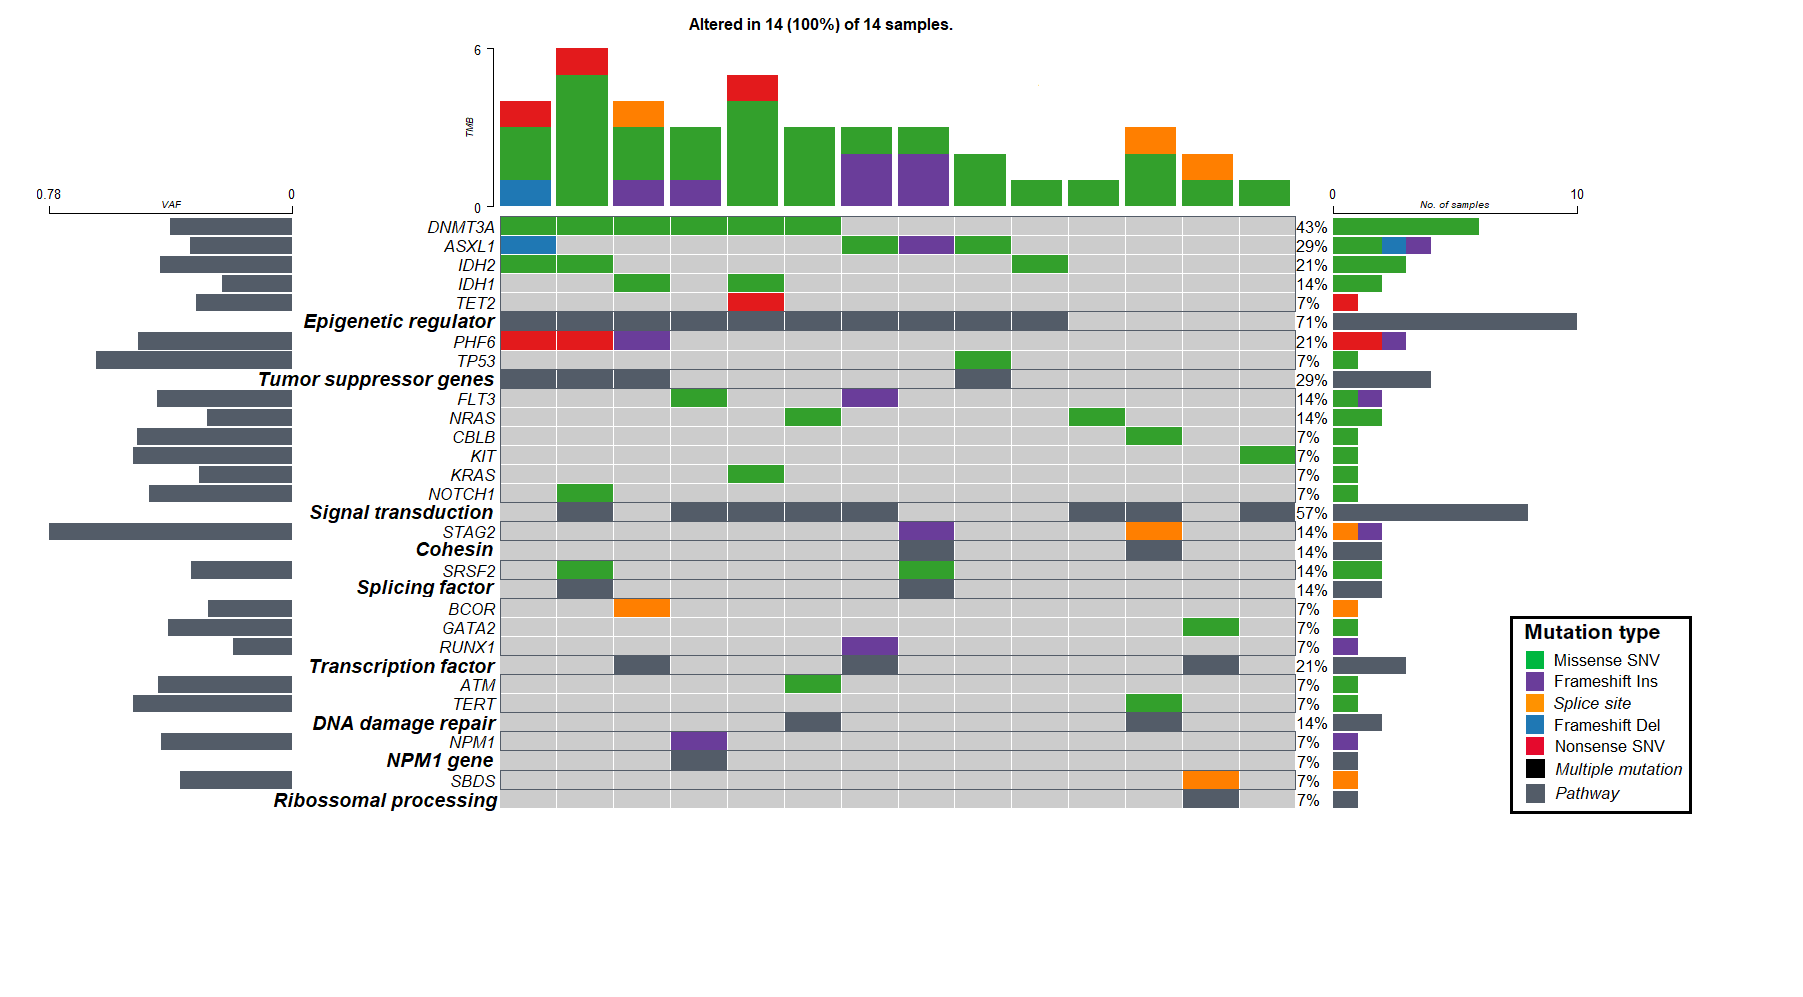 Altered in 14 (100%) of 14 samples.
6
TMB
0
0.78
VAF
0
0
No. of samples
10
DNMT3A 43%
ASXL1 29%
IDH2 21%
IDH1 14%
TET2 7%
Epigenetic regulator 71%
PHF6 21%
TP53 7%
Tumor suppressor genes 29%
FLT3 14%
NRAS 14%
CBLB 7%
KIT 7%
KRAS 7%
NOTCH1 7%
Signal transduction 57%
STAG2 14%
Cohesin 14%
SRSF2 14%
Splicing factor 14%
BCOR 7%
GATA2 7%
RUNX1 7%
Transcription factor 21%
ATM 7%
TERT 7%
DNA damage repair 14%
NPM1 7%
NPM1 gene 7%
SBDS 7%
Ribossomal processing 7%
Mutation type
Missense SNV
Frameshift Ins
Splice site
Frameshift Del
Nonsense SNV
Multiple mutation
Pathway